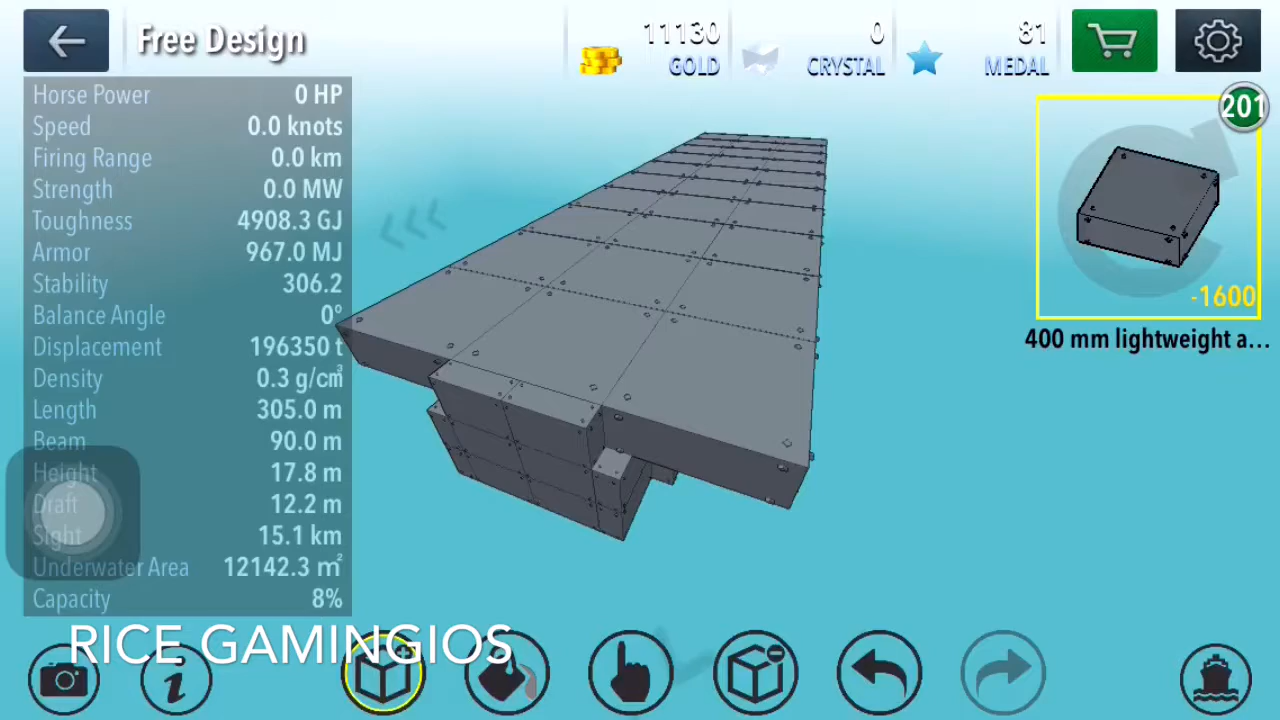 Free Design
11130
GOLD
0
CRYSTAL
81
MEDAL
Horse Power 0 HP
Speed 0.0 knots
Firing Range 0.0 km
Strength 0.0 MW
Toughness 4908.3 GJ
Armor 967.0 MJ
Stability 306.2
Balance Angle 0°
Displacement 196350 t
Density 0.3 g/cm³
Length 305.0 m
Beam 90.0 m
Height 17.8 m
Draft 12.2 m
Sight 15.1 km
Underwater Area 12142.3 m²
Capacity 8%
201
-1600
400 mm lightweight a...
RICE GAMINGIOS